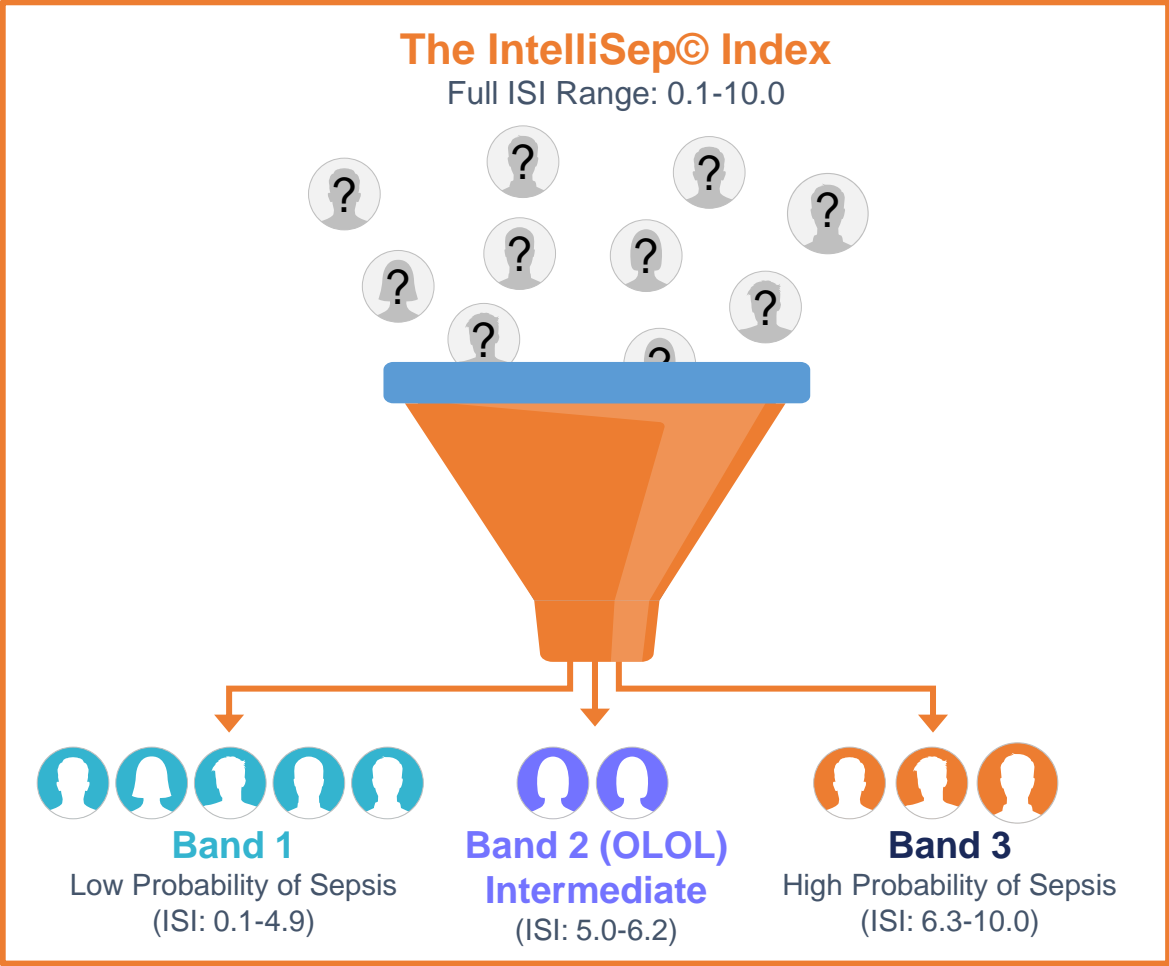 The IntelliSep© Index
Full ISI Range: 0.1-10.0
?
?
?
?
?
?
?
?
?
?
?
Band 1
Low Probability of Sepsis
(ISI: 0.1-4.9)
Band 2 (OLOL)
Intermediate
(ISI: 5.0-6.2)
Band 3
High Probability of Sepsis
(ISI: 6.3-10.0)